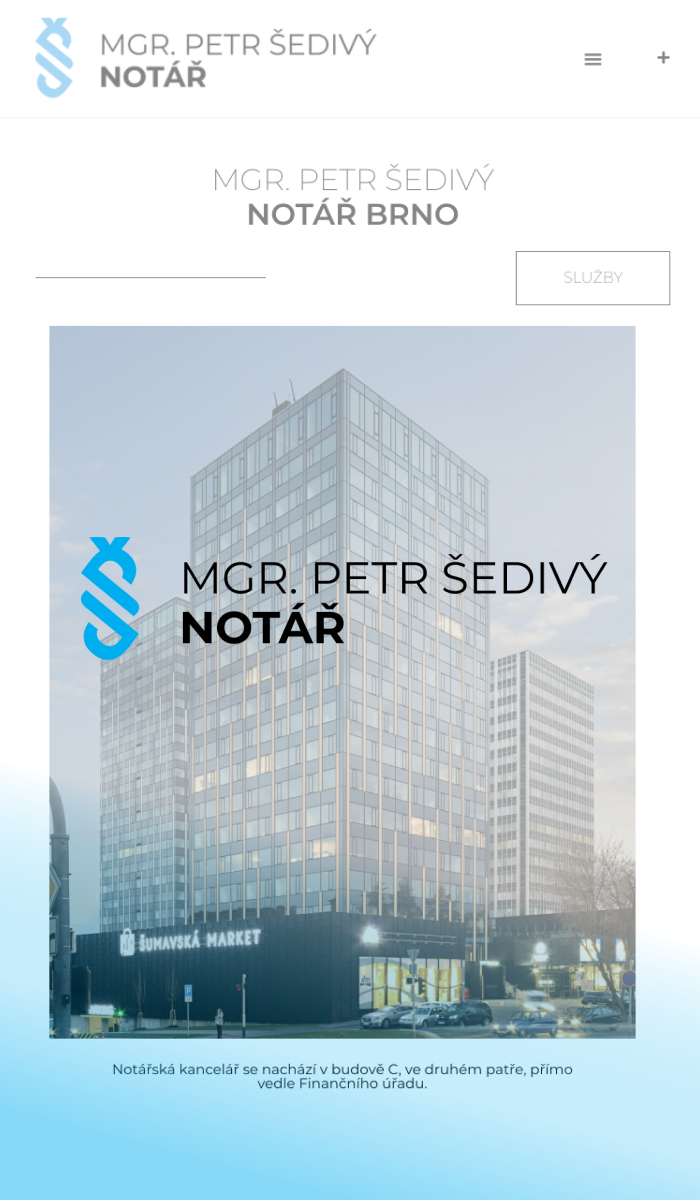 MGR. PETR ŠEDIVÝ
NOTÁŘ
MGR. PETR ŠEDIVÝ
NOTÁŘ BRNO
SLUŽBY
MGR. PETR ŠEDIVÝ
NOTÁŘ
ŠUMAVSKÁ MARKET
Notářská kancelář se nachází v budově C, ve druhém patře, přímo
vedle Finančního úřadu.